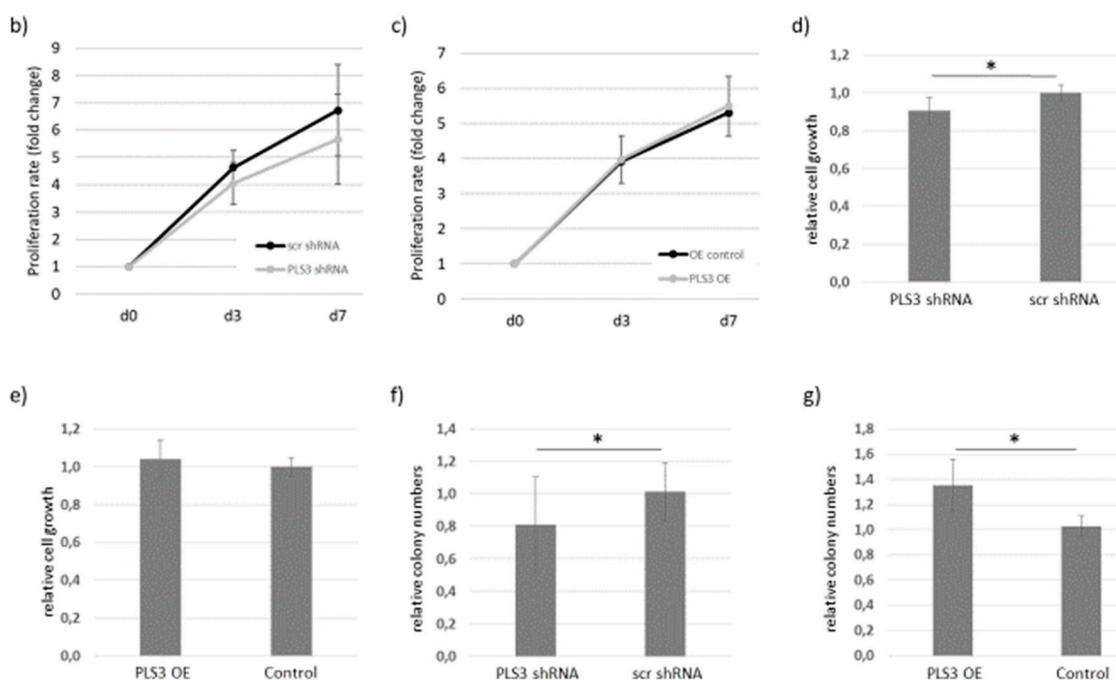 b)
Proliferation rate (fold change)
9
8
7
6
5
4
3
2
1
0
d0
d3
d7
scr shRNA
PLS3 shRNA
c)
Proliferation rate (fold change)
7
6
5
4
3
2
1
0
d0
d3
d7
OE control
PLS3 OE
d)
relative cell growth
1,2
1,0
0,8
0,6
0,4
0,2
0,0
*
PLS3 shRNA
scr shRNA
e)
relative cell growth
1,2
1,0
0,8
0,6
0,4
0,2
0,0
PLS3 OE
Control
f)
relative colony numbers
1,4
1,2
1,0
0,8
0,6
0,4
0,2
0,0
*
PLS3 shRNA
scr shRNA
g)
relative colony numbers
1,8
1,6
1,4
1,2
1,0
0,8
0,6
0,4
0,2
0,0
*
PLS3 OE
Control